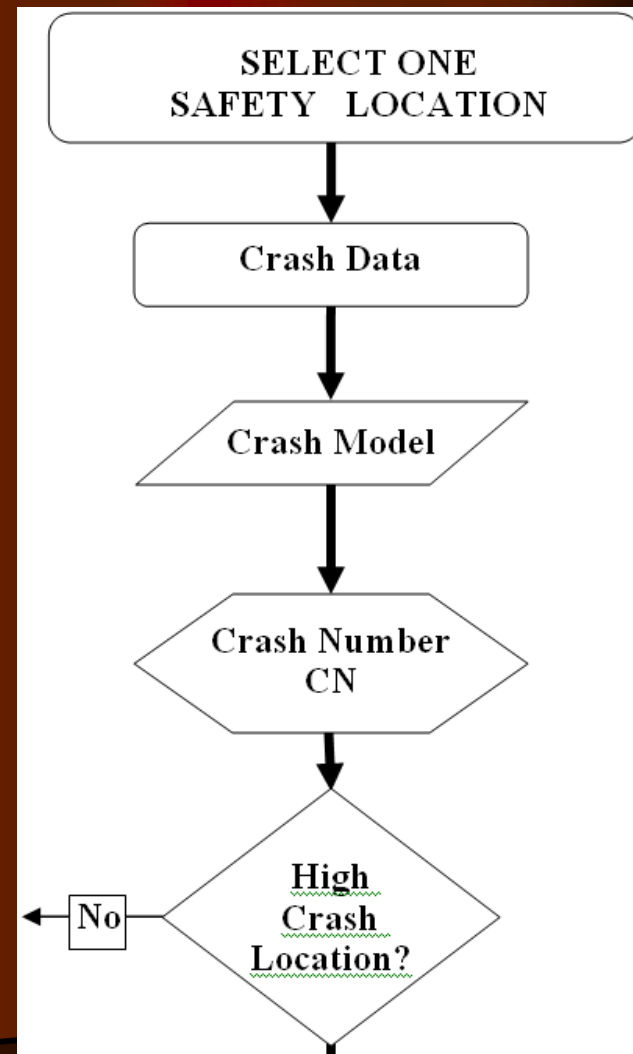 SELECT ONE
SAFETY LOCATION
Crash Data
Crash Model
Crash Number
CN
High
Crash
Location?
No